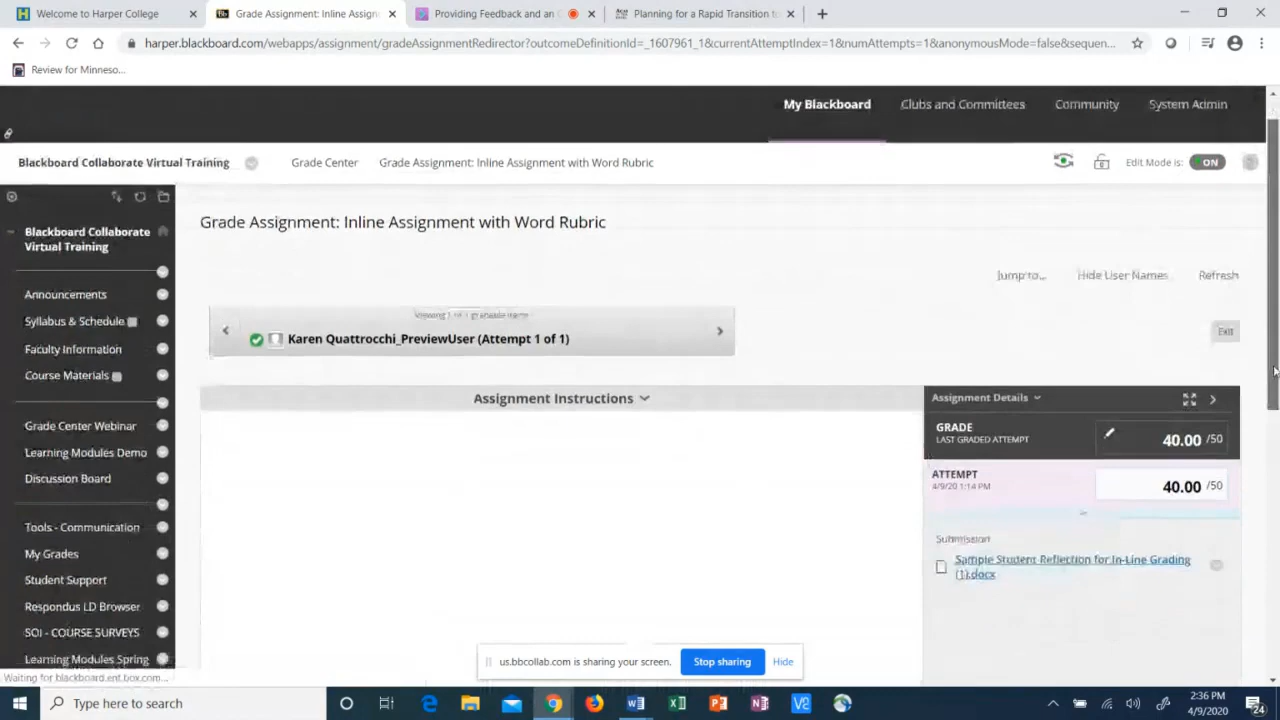 Welcome to Harper College
Grade Assignment: Inline Assign
Providing Feedback and an
Planning for a Rapid Transition to
harper.blackboard.com/webapps/assignment/gradeAssignmentRedirector?outcomeDefinitionId=_1607961_1&currentAttemptIndex=1&numAttempts=1&anonymousMode=false&sequen...
Review for Minneso...
My Blackboard Clubs and Committees Community System Admin
Blackboard Collaborate Virtual Training Grade Center Grade Assignment: Inline Assignment with Word Rubric Edit Mode is: ON
Grade Assignment: Inline Assignment with Word Rubric
Blackboard Collaborate
Virtual Training
Jump to... Hide User Names Refresh
Announcements
Syllabus & Schedule
Faculty Information
Course Materials
Viewing 1 of 1 gradable items
Karen Quattrocchi_PreviewUser (Attempt 1 of 1)
Exit
Assignment Instructions
Assignment Details
GRADE
LAST GRADED ATTEMPT
40.00 /50
ATTEMPT
4/9/20 1:14 PM
40.00 /50
Submission
Sample Student Reflection for In-Line Grading
(1).docx
Grade Center Webinar
Learning Modules Demo
Discussion Board
Tools - Communication
My Grades
Student Support
Respondus LD Browser
SOI - COURSE SURVEYS
Learning Modules Spring
Waiting for blackboard.ent.box.com...
us.bbcollab.com is sharing your screen. Stop sharing Hide
Type here to search
2:36 PM
4/9/2020
24